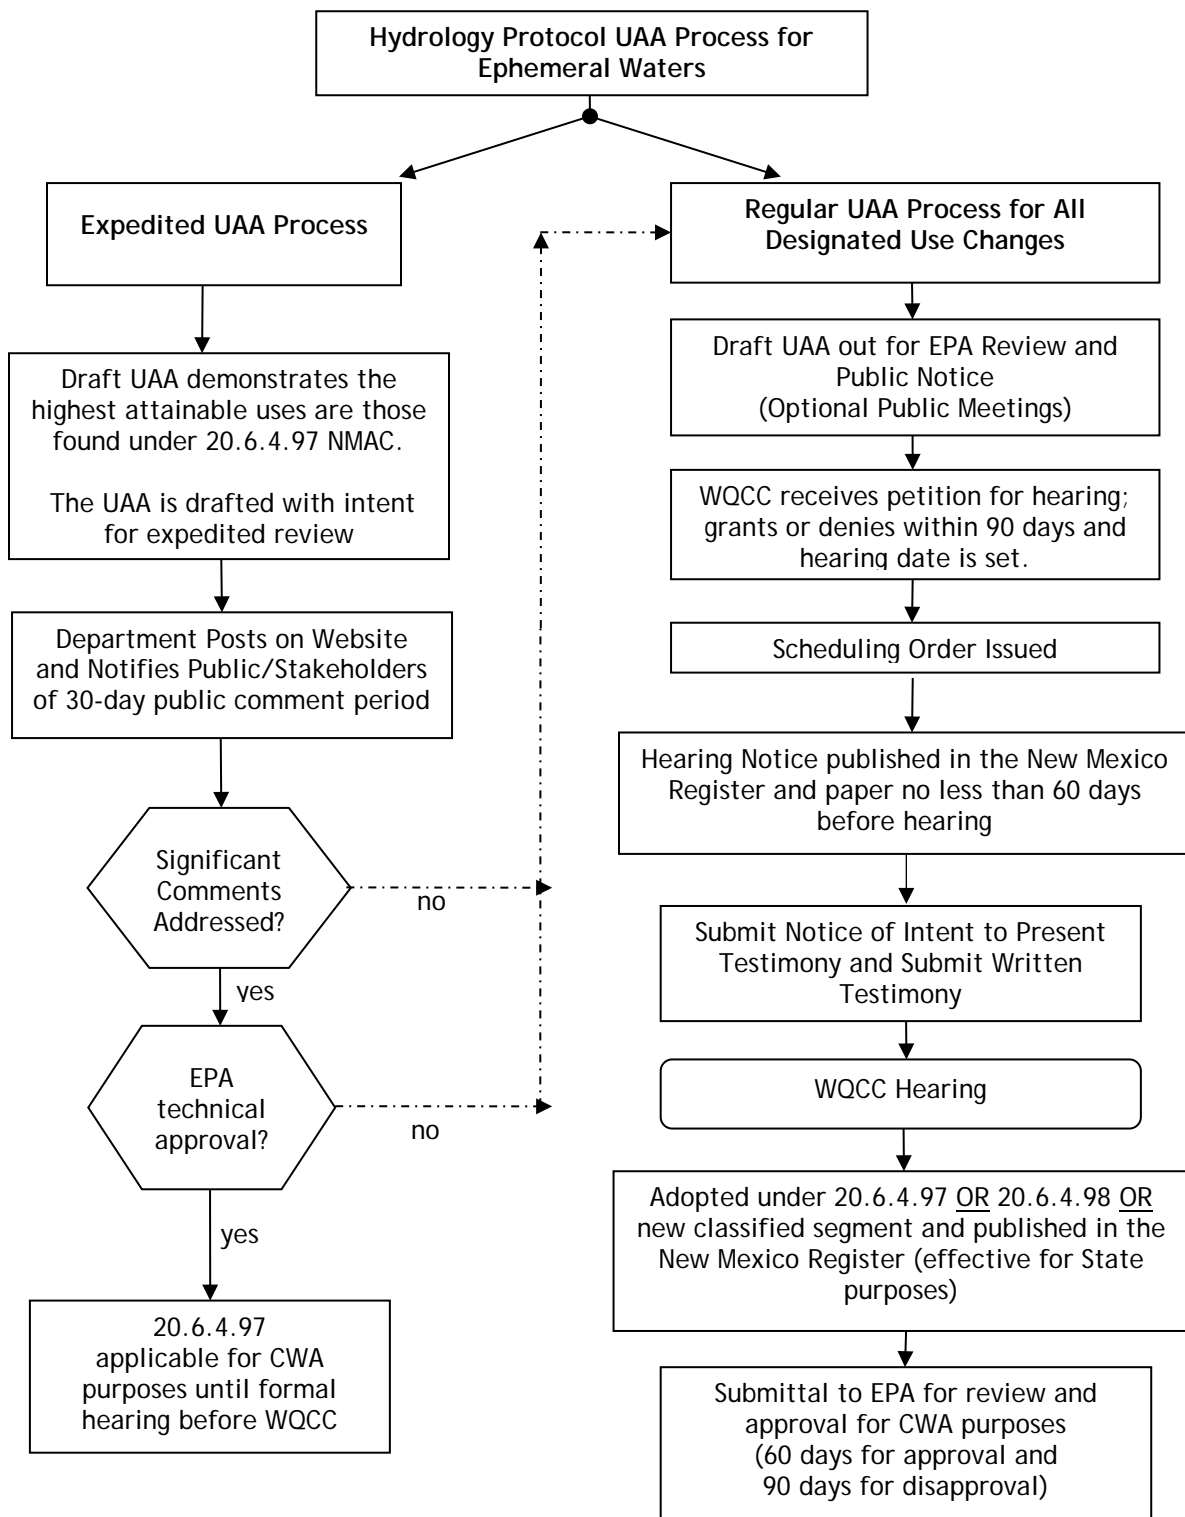 Hydrology Protocol UAA Process for
Ephemeral Waters
Expedited UAA Process
Draft UAA demonstrates the
highest attainable uses are those
found under 20.6.4.97 NMAC.
The UAA is drafted with intent
for expedited review
Department Posts on Website
and Notifies Public/Stakeholders
of 30-day public comment period
Significant
Comments
Addressed?
no
yes
EPA
technical
approval?
no
yes
20.6.4.97
applicable for CWA
purposes until formal
hearing before WQCC
Regular UAA Process for All
Designated Use Changes
Draft UAA out for EPA Review and
Public Notice
(Optional Public Meetings)
WQCC receives petition for hearing;
grants or denies within 90 days and
hearing date is set.
Scheduling Order Issued
Hearing Notice published in the New Mexico
Register and paper no less than 60 days
before hearing
Submit Notice of Intent to Present
Testimony and Submit Written
Testimony
WQCC Hearing
Adopted under 20.6.4.97 OR 20.6.4.98 OR
new classified segment and published in the
New Mexico Register (effective for State
purposes)
Submittal to EPA for review and
approval for CWA purposes
(60 days for approval and
90 days for disapproval)